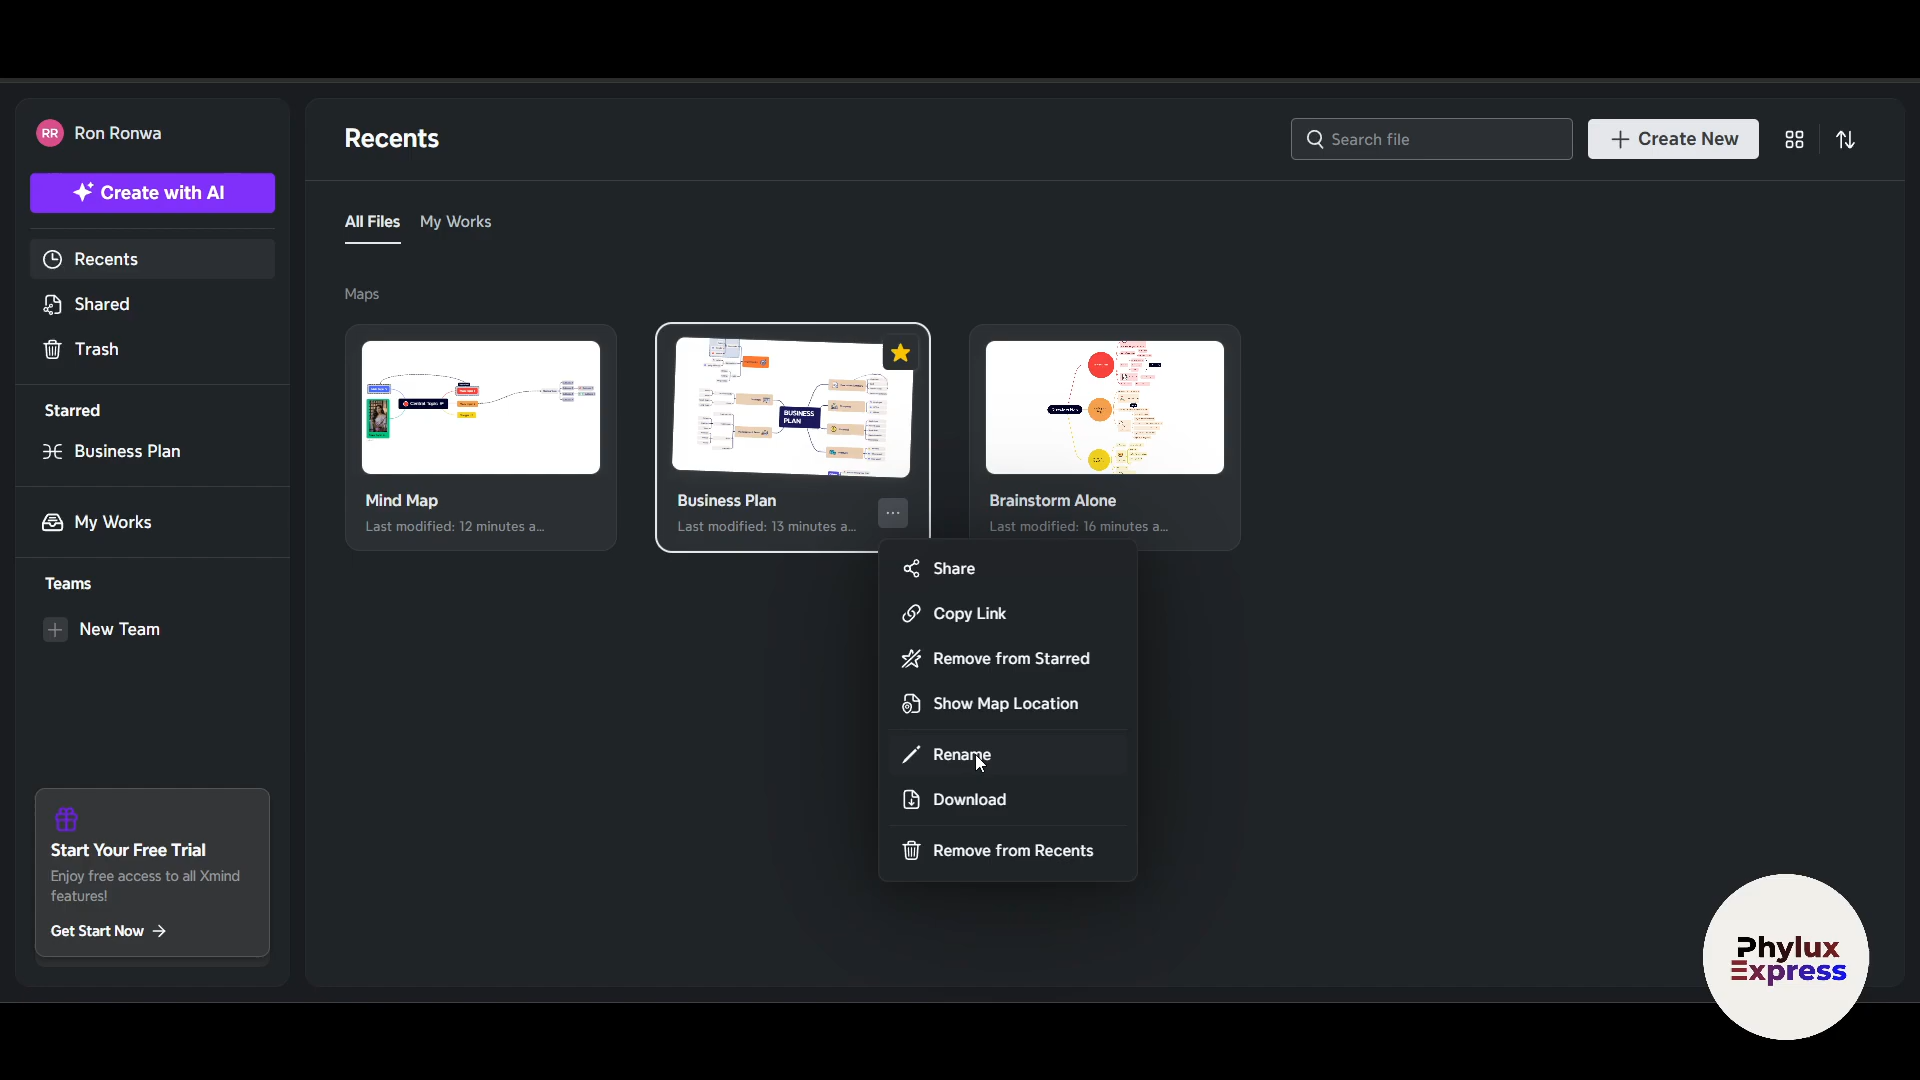 RR Ron Ronwa
Create with AI
Recents
Shared
Trash
Starred
Business Plan
My Works
Teams
New Team
Start Your Free Trial
Enjoy free access to all Xmind
features!
Get Start Now
Recents
Search file
Create New
All Files My Works
Maps
BUSINESS
PLAN
Mind Map
Last modified: 12 minutes a...
Business Plan
Last modified: 13 minutes a...
Brainstorm Alone
Last modified: 16 minutes a...
Share
Copy Link
Remove from Starred
Show Map Location
Rename
Download
Remove from Recents
Phylux
Express